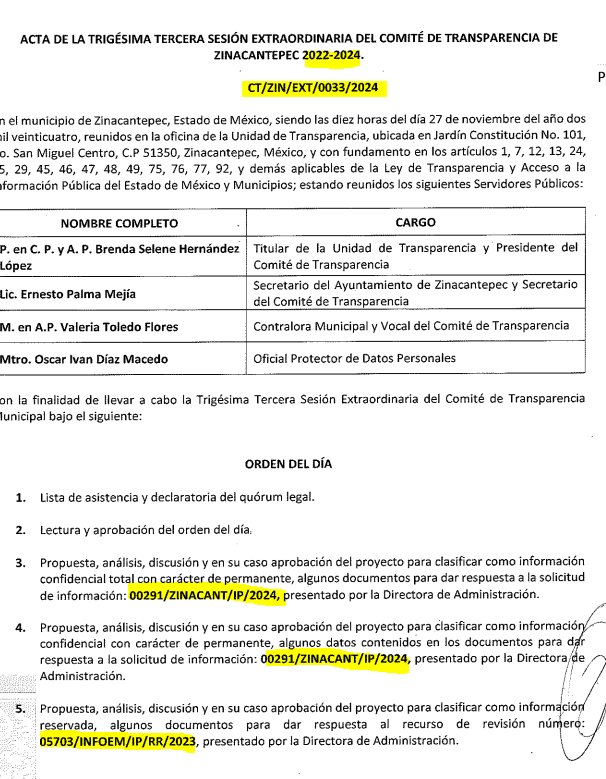 ACTA DE LA TRIGÉSIMA TERCERA SESIÓN EXTRAORDINARIA DEL COMITÉ DE TRANSPARENCIA DE
ZINACANTEPEC 2022-2024.
P
CT/ZIN/EXT/0033/2024
n el municipio de Zinacantepec, Estado de México, siendo las diez horas del día 27 de noviembre del año dos
nil veinticuatro, reunidos en la oficina de la Unidad de Transparencia, ubicada en Jardín Constitución No. 101,
o. San Miguel Centro, C.P 51350, Zinacantepec, México, y con fundamento en los artículos 1, 7, 12, 13, 24,
5, 29, 45, 46, 47, 48, 49, 75, 76, 77, 92, y demás aplicables de la Ley de Transparencia y Acceso a la
nformación Pública del Estado de México y Municipios; estando reunidos los siguientes Servidores Públicos:
NOMBRE COMPLETO CARGO
P. en C. P. y A. P. Brenda Selene Hernández Titular de la Unidad de Transparencia y Presidente del
López Comité de Transparencia
Lic. Ernesto Palma Mejía Secretario del Ayuntamiento de Zinacantepec y Secretario
del Comité de Transparencia
M. en A.P. Valeria Toledo Flores Contralora Municipal y Vocal del Comité de Transparencia
Mtro. Oscar Ivan Díaz Macedo Oficial Protector de Datos Personales
on la finalidad de llevar a cabo la Trigésima Tercera Sesión Extraordinaria del Comité de Transparencia
Municipal bajo el siguiente:
ORDEN DEL DÍA
1. Lista de asistencia y declaratoria del quórum legal.
2. Lectura y aprobación del orden del día.
3. Propuesta, análisis, discusión y en su caso aprobación del proyecto para clasificar como información
confidencial total con carácter de permanente, algunos documentos para dar respuesta a la solicitud
de información: 00291/ZINACANT/IP/2024, presentado por la Directora de Administración.
4. Propuesta, análisis, discusión y en su caso aprobación del proyecto para clasificar como información
confidencial con carácter de permanente, algunos datos contenidos en los documentos para dar
respuesta a la solicitud de información: 00291/ZINACANT/IP/2024, presentado por la Directora de
Administración.
5. Propuesta, análisis, discusión y en su caso aprobación del proyecto para clasificar como información
reservada, algunos documentos para dar respuesta al recurso de revisión número:
05703/INFOEM/IP/RR/2023, presentado por la Directora de Administración.